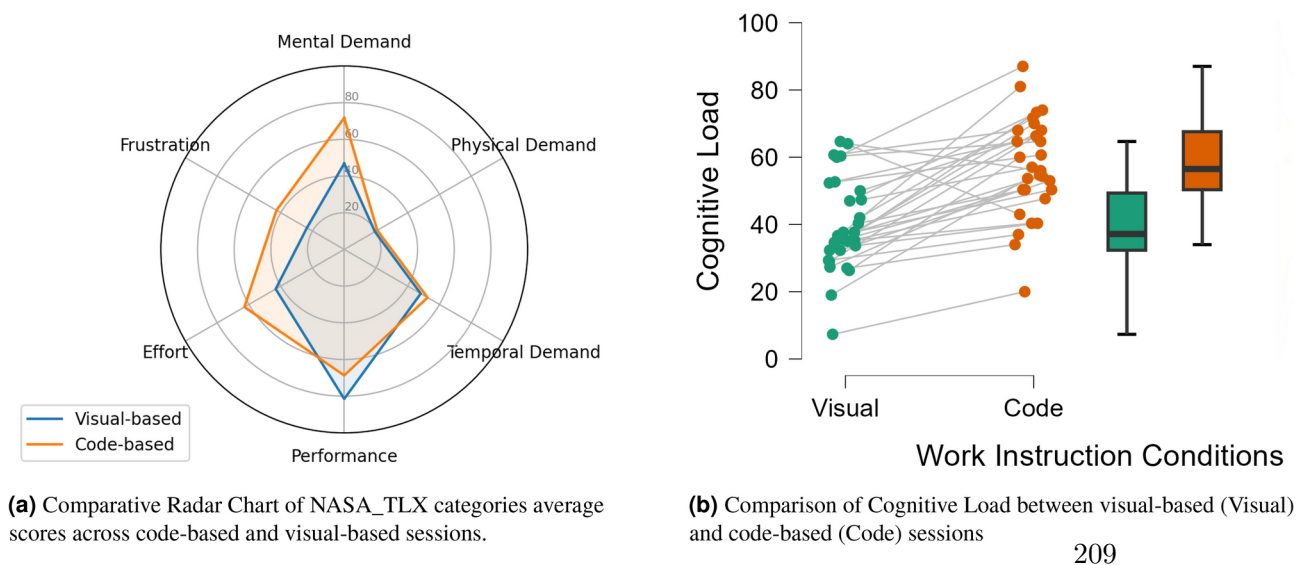 Mental Demand
80
Frustration
60
Physical Demand
40
20
Effort
Temporal Demand
Visual-based
Code-based
Performance
(a) Comparative Radar Chart of NASA_TLX categories average
scores across code-based and visual-based sessions.
Cognitive Load
100
80
60
40
20
0
Visual
Code
Work Instruction Conditions
(b) Comparison of Cognitive Load between visual-based (Visual)
and code-based (Code) sessions
209